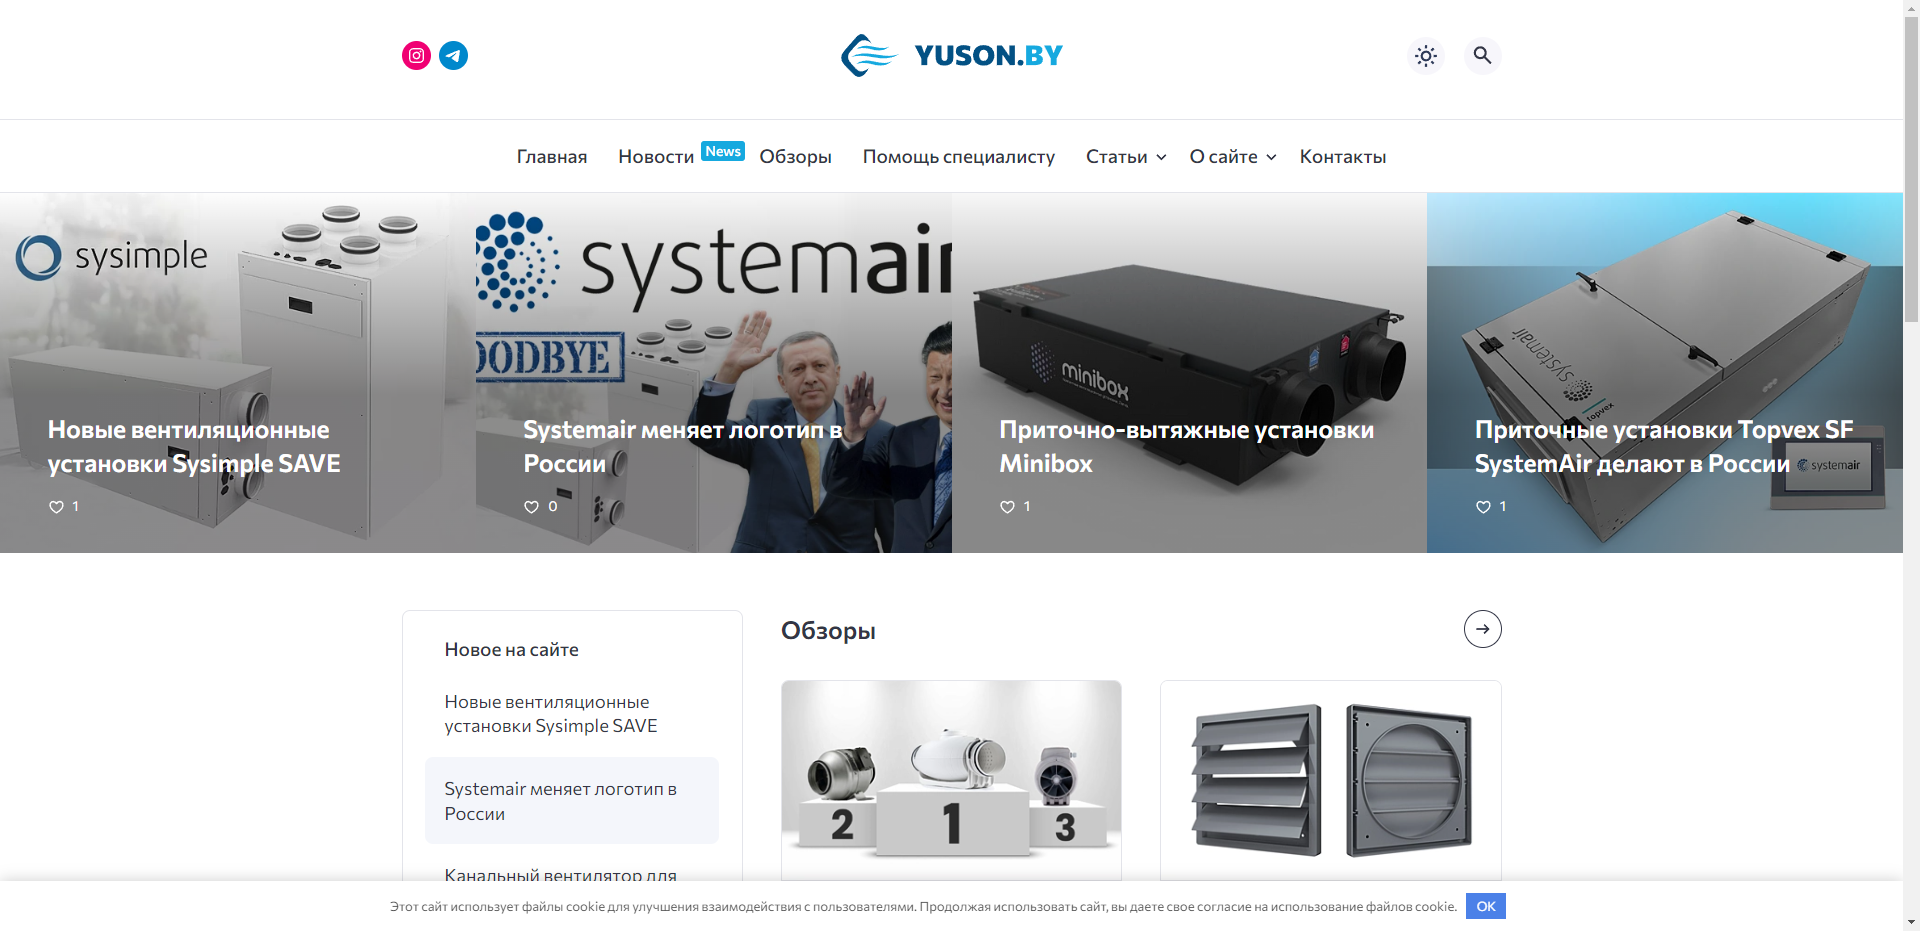 YUSON.BY
Главная
Новости
News
Обзоры
Помощь специалисту
Статьи
О сайте
Контакты
sysimple
Новые вентиляционные
установки Sysimple SAVE
1
systemair
OODBYE
Systemair меняет логотип в
России
0
minibox
Приточно-вытяжные установки
Minibox
1
systemair
topvex
systemair
Приточные установки Topvex SF
SystemAir делают в России
1
Новое на сайте
Новые вентиляционные
установки Sysimple SAVE
Systemair меняет логотип в
России
Канальный вентилятор для
Обзоры
2
1
3
Этот сайт использует файлы cookie для улучшения взаимодействия с пользователями. Продолжая использовать сайт, вы даете свое согласие на использование файлов cookie.
OK